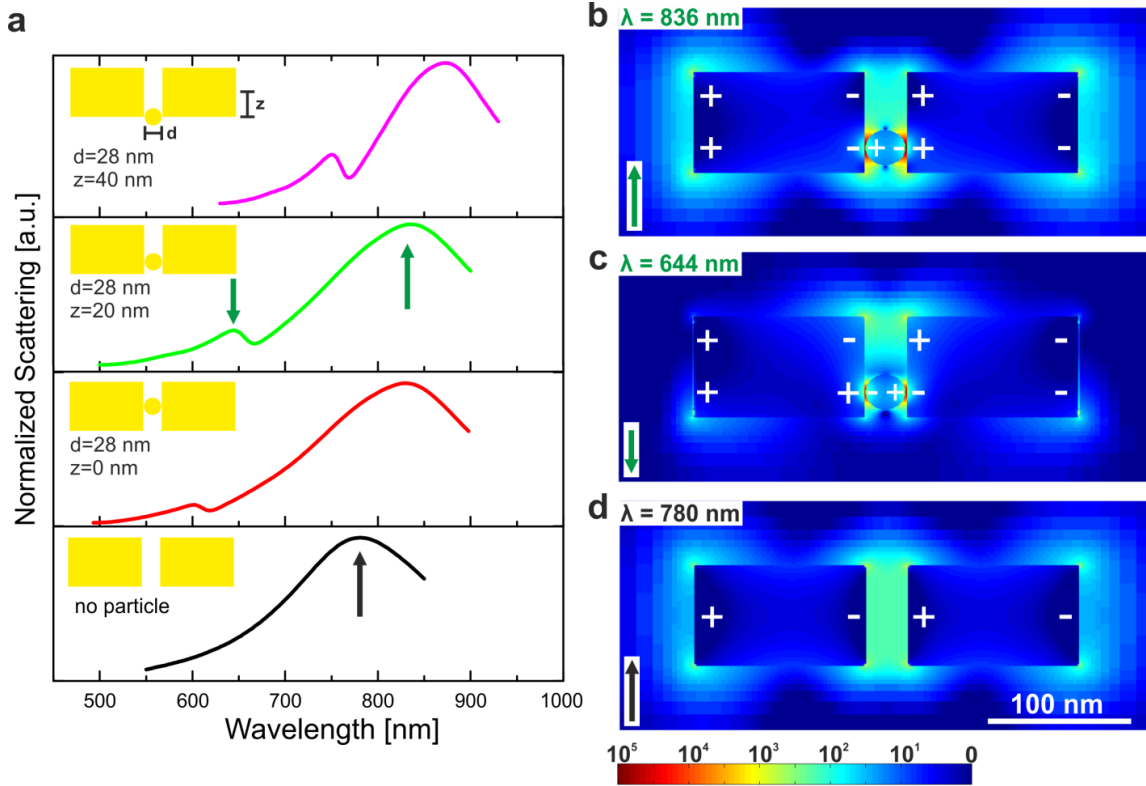 a
Normalized Scattering [a.u.]
z
d
d=28 nm
z=40 nm
d=28 nm
z=20 nm
d=28 nm
z=0 nm
no particle
500 600 700 800 900 1000
Wavelength [nm]
b
λ = 836 nm
+ - + -
+ - + - + -
c
λ = 644 nm
+ - + -
+ + - + - -
d
λ = 780 nm
+ - + -
100 nm
10⁵ 10⁴ 10³ 10² 10¹ 0